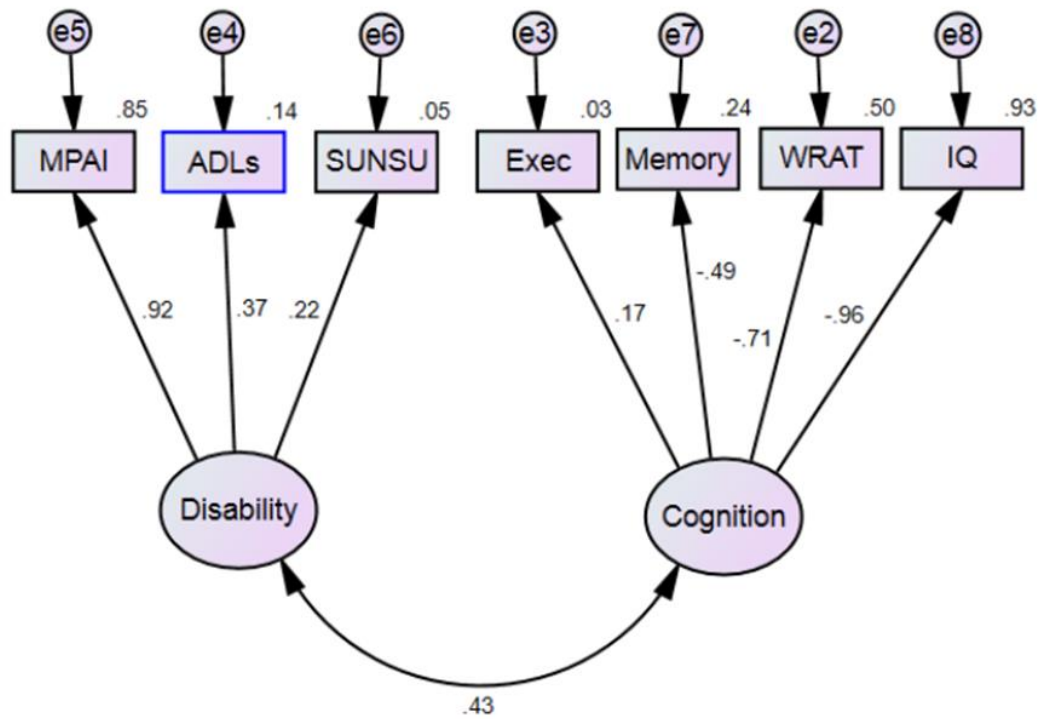 e5 e4 e6 e3 e7 e2 e8
.85 .14 .05 .03 .24 .50 .93
MPAI ADLs SUNSU Exec Memory WRAT IQ
.92 .37 .22 .17 -.49 -.71 -.96
Disability Cognition
.43